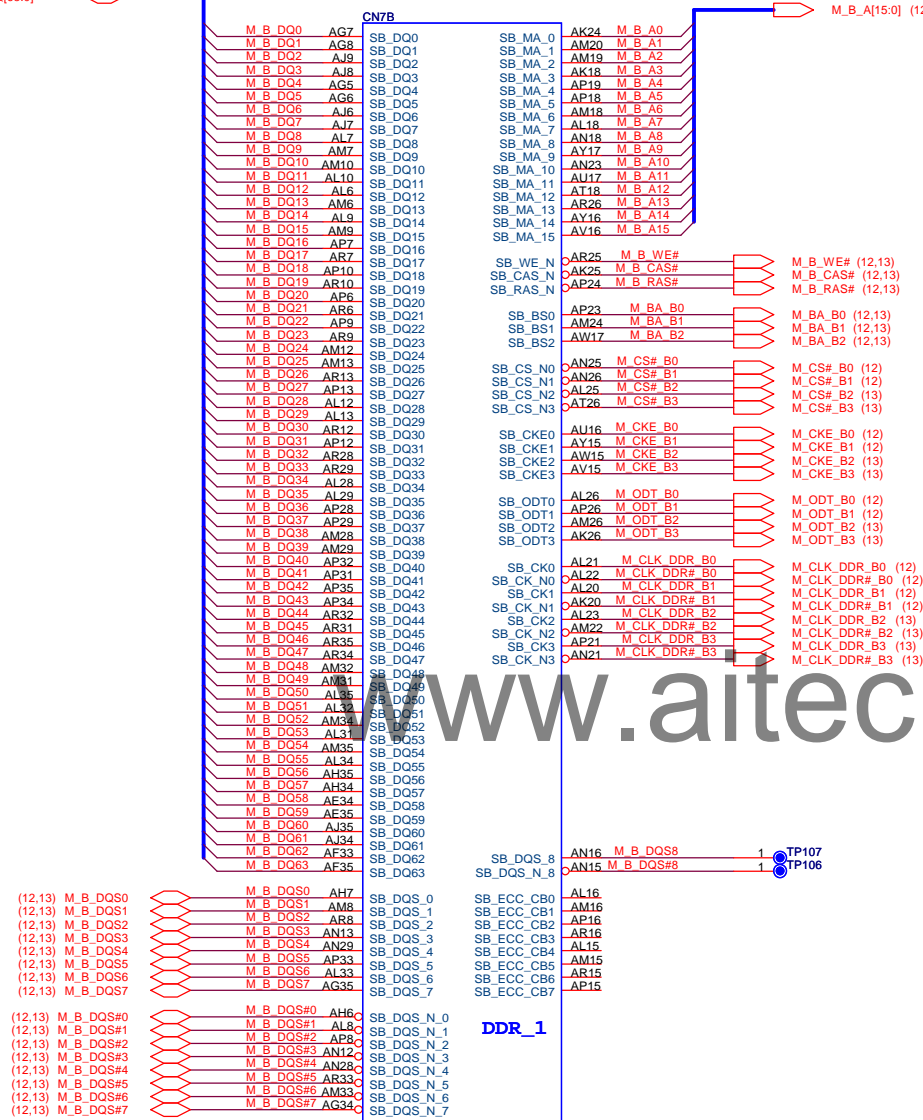 M_B_A[15:0] (12
CN7B
M_B_DQ0 AG7 SB_DQ0 SB_MA_0 AK24 M_B_A0
M_B_DQ1 AG8 SB_DQ1 SB_MA_1 AM20 M_B_A1
M_B_DQ2 AJ9 SB_DQ2 SB_MA_2 AM19 M_B_A2
M_B_DQ3 AJ8 SB_DQ3 SB_MA_3 AK18 M_B_A3
M_B_DQ4 AG5 SB_DQ4 SB_MA_4 AP19 M_B_A4
M_B_DQ5 AG6 SB_DQ5 SB_MA_5 AP18 M_B_A5
M_B_DQ6 AJ6 SB_DQ6 SB_MA_6 AM18 M_B_A6
M_B_DQ7 AJ7 SB_DQ7 SB_MA_7 AL18 M_B_A7
M_B_DQ8 AL7 SB_DQ8 SB_MA_8 AN18 M_B_A8
M_B_DQ9 AM7 SB_DQ9 SB_MA_9 AY17 M_B_A9
M_B_DQ10 AM10 SB_DQ10 SB_MA_10 AN23 M_B_A10
M_B_DQ11 AL10 SB_DQ11 SB_MA_11 AU17 M_B_A11
M_B_DQ12 AL6 SB_DQ12 SB_MA_12 AT18 M_B_A12
M_B_DQ13 AM6 SB_DQ13 SB_MA_13 AR26 M_B_A13
M_B_DQ14 AL9 SB_DQ14 SB_MA_14 AY16 M_B_A14
M_B_DQ15 AM9 SB_DQ15 SB_MA_15 AV16 M_B_A15
M_B_DQ16 AP7 SB_DQ16
M_B_DQ17 AR7 SB_DQ17 SB_WE_N AR25 M_B_WE# M_B_WE# (12,13)
M_B_DQ18 AP10 SB_DQ18 SB_CAS_N AK25 M_B_CAS# M_B_CAS# (12,13)
M_B_DQ19 AR10 SB_DQ19 SB_RAS_N AP24 M_B_RAS# M_B_RAS# (12,13)
M_B_DQ20 AP6 SB_DQ20
M_B_DQ21 AR6 SB_DQ21 SB_BS0 AP23 M_BA_B0 M_BA_B0 (12,13)
M_B_DQ22 AP9 SB_DQ22 SB_BS1 AM24 M_BA_B1 M_BA_B1 (12,13)
M_B_DQ23 AR9 SB_DQ23 SB_BS2 AW17 M_BA_B2 M_BA_B2 (12,13)
M_B_DQ24 AM12 SB_DQ24
M_B_DQ25 AM13 SB_DQ25 SB_CS_N0 AN25 M_CS#_B0 M_CS#_B0 (12)
M_B_DQ26 AR13 SB_DQ26 SB_CS_N1 AN26 M_CS#_B1 M_CS#_B1 (12)
M_B_DQ27 AP13 SB_DQ27 SB_CS_N2 AL25 M_CS#_B2 M_CS#_B2 (13)
M_B_DQ28 AL12 SB_DQ28 SB_CS_N3 AT26 M_CS#_B3 M_CS#_B3 (13)
M_B_DQ29 AL13 SB_DQ29
M_B_DQ30 AR12 SB_DQ30 SB_CKE0 AU16 M_CKE_B0 M_CKE_B0 (12)
M_B_DQ31 AP12 SB_DQ31 SB_CKE1 AY15 M_CKE_B1 M_CKE_B1 (12)
M_B_DQ32 AR28 SB_DQ32 SB_CKE2 AW15 M_CKE_B2 M_CKE_B2 (13)
M_B_DQ33 AR29 SB_DQ33 SB_CKE3 AV15 M_CKE_B3 M_CKE_B3 (13)
M_B_DQ34 AL28 SB_DQ34
M_B_DQ35 AL29 SB_DQ35 SB_ODT0 AL26 M_ODT_B0 M_ODT_B0 (12)
M_B_DQ36 AP28 SB_DQ36 SB_ODT1 AP26 M_ODT_B1 M_ODT_B1 (12)
M_B_DQ37 AP29 SB_DQ37 SB_ODT2 AM26 M_ODT_B2 M_ODT_B2 (13)
M_B_DQ38 AM28 SB_DQ38 SB_ODT3 AK26 M_ODT_B3 M_ODT_B3 (13)
M_B_DQ39 AM29 SB_DQ39
M_B_DQ40 AP32 SB_DQ40 SB_CK0 AL21 M_CLK_DDR_B0 M_CLK_DDR_B0 (12)
M_B_DQ41 AP31 SB_DQ41 SB_CK_N0 AL22 M_CLK_DDR#_B0 M_CLK_DDR#_B0 (12)
M_B_DQ42 AP35 SB_DQ42 SB_CK1 AL20 M_CLK_DDR_B1 M_CLK_DDR_B1 (12)
M_B_DQ43 AP34 SB_DQ43 SB_CK_N1 AK20 M_CLK_DDR#_B1 M_CLK_DDR#_B1 (12)
M_B_DQ44 AR32 SB_DQ44 SB_CK2 AL23 M_CLK_DDR_B2 M_CLK_DDR_B2 (13)
M_B_DQ45 AR31 SB_DQ45 SB_CK_N2 AM22 M_CLK_DDR#_B2 M_CLK_DDR#_B2 (13)
M_B_DQ46 AR35 SB_DQ46 SB_CK3 AP21 M_CLK_DDR_B3 M_CLK_DDR_B3 (13)
M_B_DQ47 AR34 SB_DQ47 SB_CK_N3 AN21 M_CLK_DDR#_B3 M_CLK_DDR#_B3 (13)
M_B_DQ48 AM32 SB_DQ48
M_B_DQ49 AM31 SB_DQ49
M_B_DQ50 AL35 SB_DQ50
www.aitec
M_B_DQ51 AL32 SB_DQ51
M_B_DQ52 AM34 SB_DQ52
M_B_DQ53 AL31 SB_DQ53
M_B_DQ54 AM35
M_B_DQ55 AL34 SB_DQ55
M_B_DQ56 AH35 SB_DQ56
M_B_DQ57 AH34 SB_DQ57
M_B_DQ58 AE34 SB_DQ58
M_B_DQ59 AE35 SB_DQ59
M_B_DQ60 AJ35 SB_DQ60
M_B_DQ61 AJ34 SB_DQ61
M_B_DQ62 AF33 SB_DQ62 SB_DQS_8 AN16 M_B_DQS8 1 TP107
M_B_DQ63 AF35 SB_DQ63 SB_DQS_N_8 AN15 M_B_DQS#8 1 TP106
(12,13) M_B_DQS0 M_B_DQS0 AH7 SB_DQS_0 SB_ECC_CB0 AL16
(12,13) M_B_DQS1 M_B_DQS1 AM8 SB_DQS_1 SB_ECC_CB1 AM16
(12,13) M_B_DQS2 M_B_DQS2 AR8 SB_DQS_2 SB_ECC_CB2 AP16
(12,13) M_B_DQS3 M_B_DQS3 AN13 SB_DQS_3 SB_ECC_CB3 AR16
(12,13) M_B_DQS4 M_B_DQS4 AN29 SB_DQS_4 SB_ECC_CB4 AL15
(12,13) M_B_DQS5 M_B_DQS5 AP33 SB_DQS_5 SB_ECC_CB5 AM15
(12,13) M_B_DQS6 M_B_DQS6 AL33 SB_DQS_6 SB_ECC_CB6 AR15
(12,13) M_B_DQS7 M_B_DQS7 AG35 SB_DQS_7 SB_ECC_CB7 AP15
(12,13) M_B_DQS#0 M_B_DQS#0 AH6 SB_DQS_N_0
(12,13) M_B_DQS#1 M_B_DQS#1 AL8 SB_DQS_N_1 DDR_1
(12,13) M_B_DQS#2 M_B_DQS#2 AP8 SB_DQS_N_2
(12,13) M_B_DQS#3 M_B_DQS#3 AN12 SB_DQS_N_3
(12,13) M_B_DQS#4 M_B_DQS#4 AN28 SB_DQS_N_4
(12,13) M_B_DQS#5 M_B_DQS#5 AR33 SB_DQS_N_5
(12,13) M_B_DQS#6 M_B_DQS#6 AM33 SB_DQS_N_6
(12,13) M_B_DQS#7 M_B_DQS#7 AG34 SB_DQS_N_7